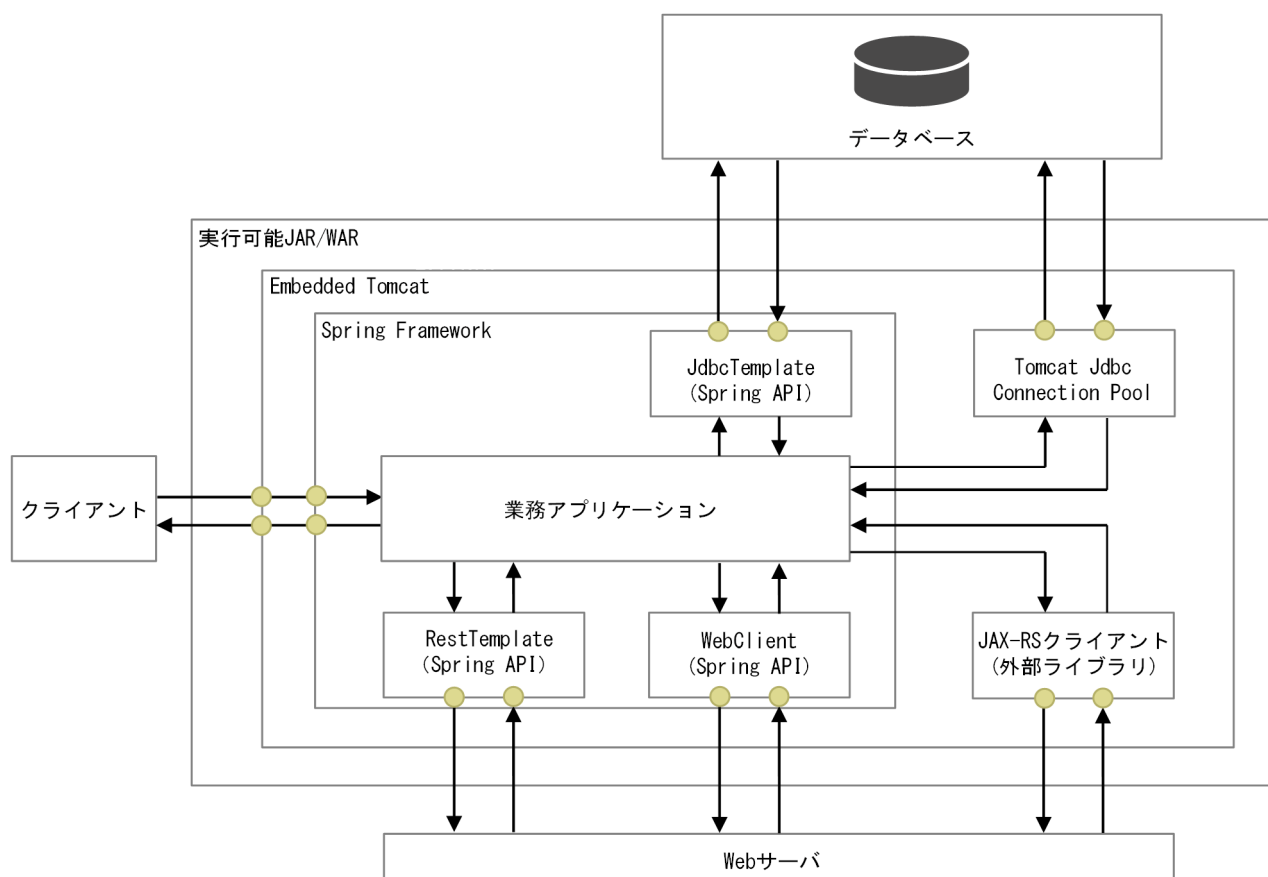 データベース
実行可能JAR/WAR
Embedded Tomcat
Spring Framework
JdbcTemplate
(Spring API)
Tomcat Jdbc
Connection Pool
クライアント
業務アプリケーション
RestTemplate
(Spring API)
WebClient
(Spring API)
JAX-RSクライアント
(外部ライブラリ)
Webサーバ